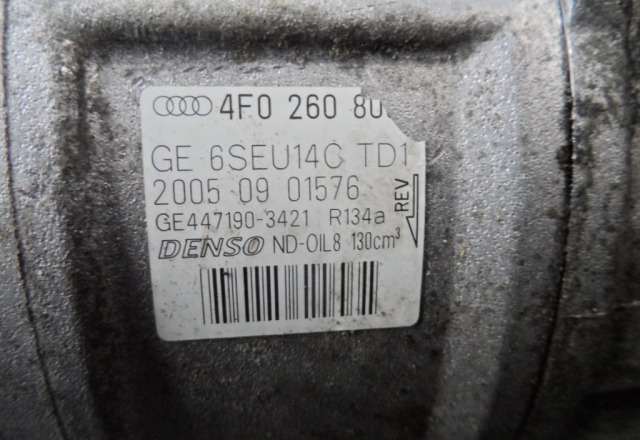 4F0 260 80
GE 6SEU14C TD1
2005 09 01576
GE447190-3421 R134a
DENSO ND-OIL8 130cm³
REV